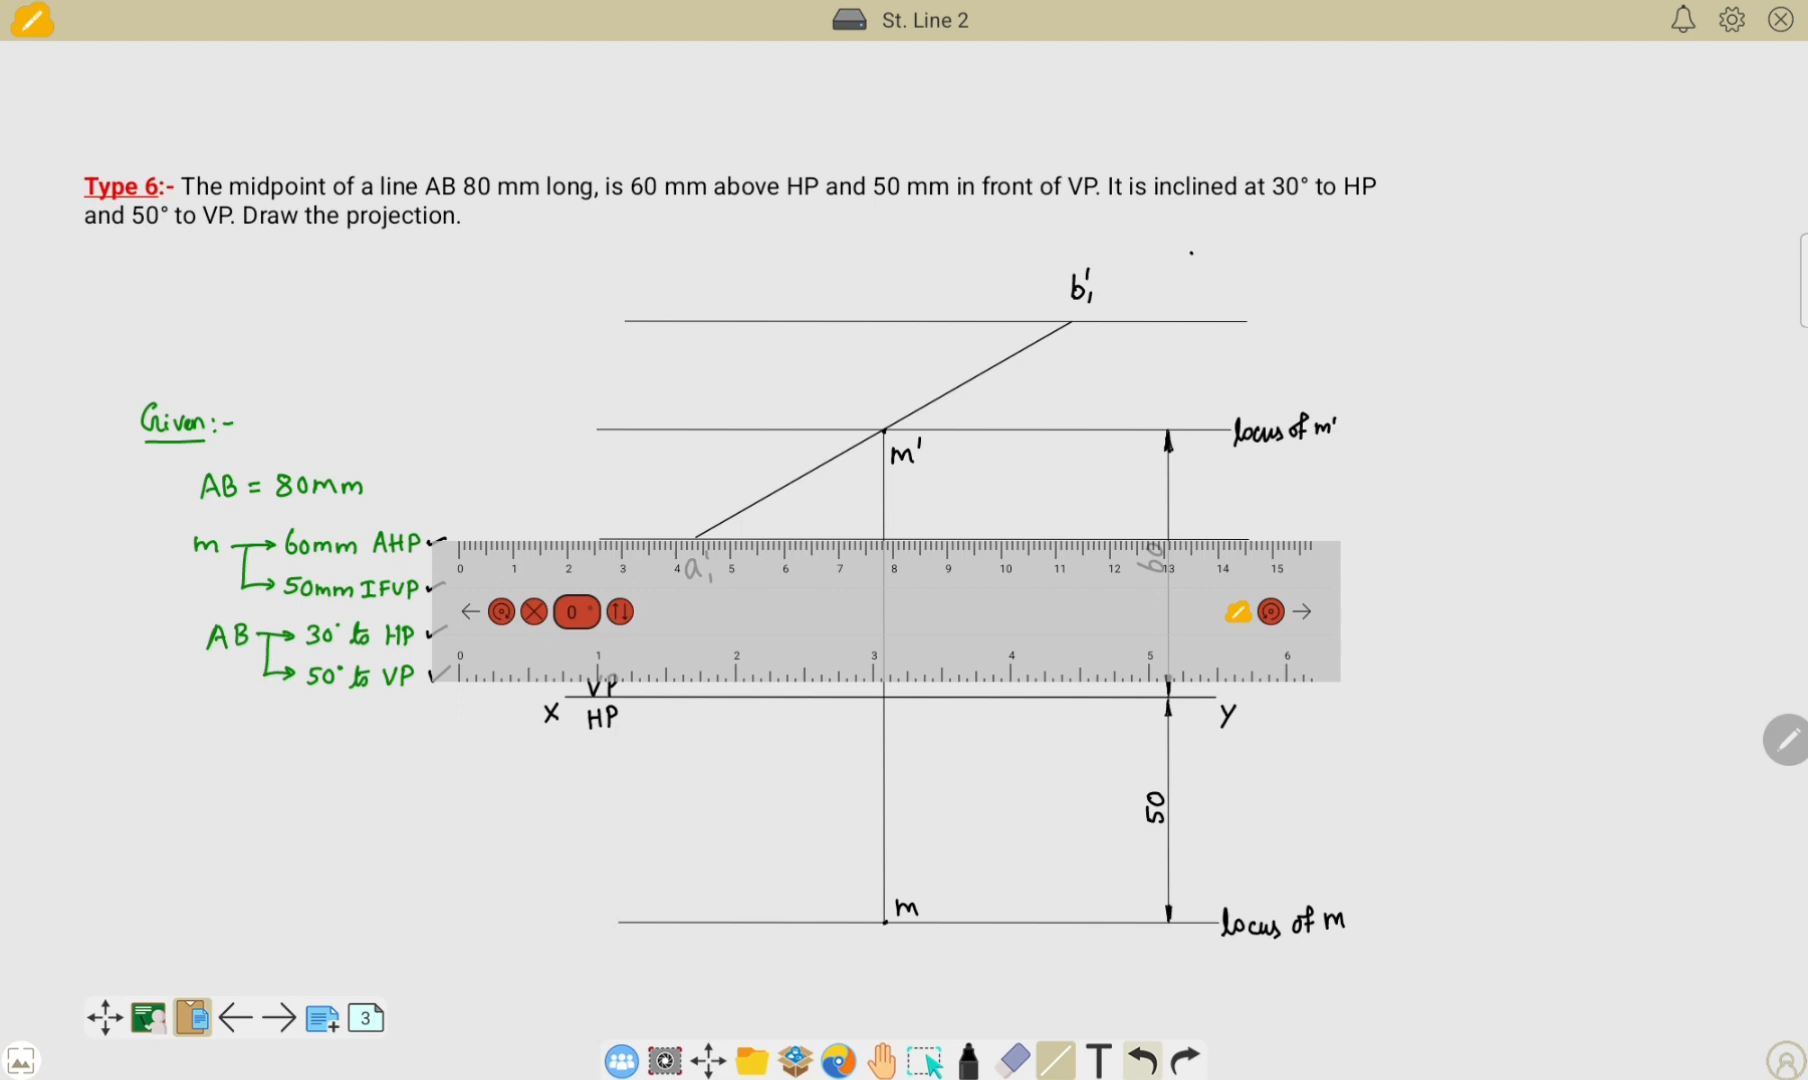 St. Line 2
Type 6:- The midpoint of a line AB 80 mm long, is 60 mm above HP and 50 mm in front of VP. It is inclined at 30° to HP
and 50° to VP. Draw the projection.
b₁'
Given:-
locus of m'
m'
AB = 80mm
m → 60mm AHP
→ 50mm IFVP
AB → 30° to HP
→ 50° to VP
0 1 2 3 4 5 6 7 8 9 10 11 12 13 14 15
a₁'
60
0 °
0 1 2 3 4 5 6
VP
X HP Y
50
m
locus of m
3
T